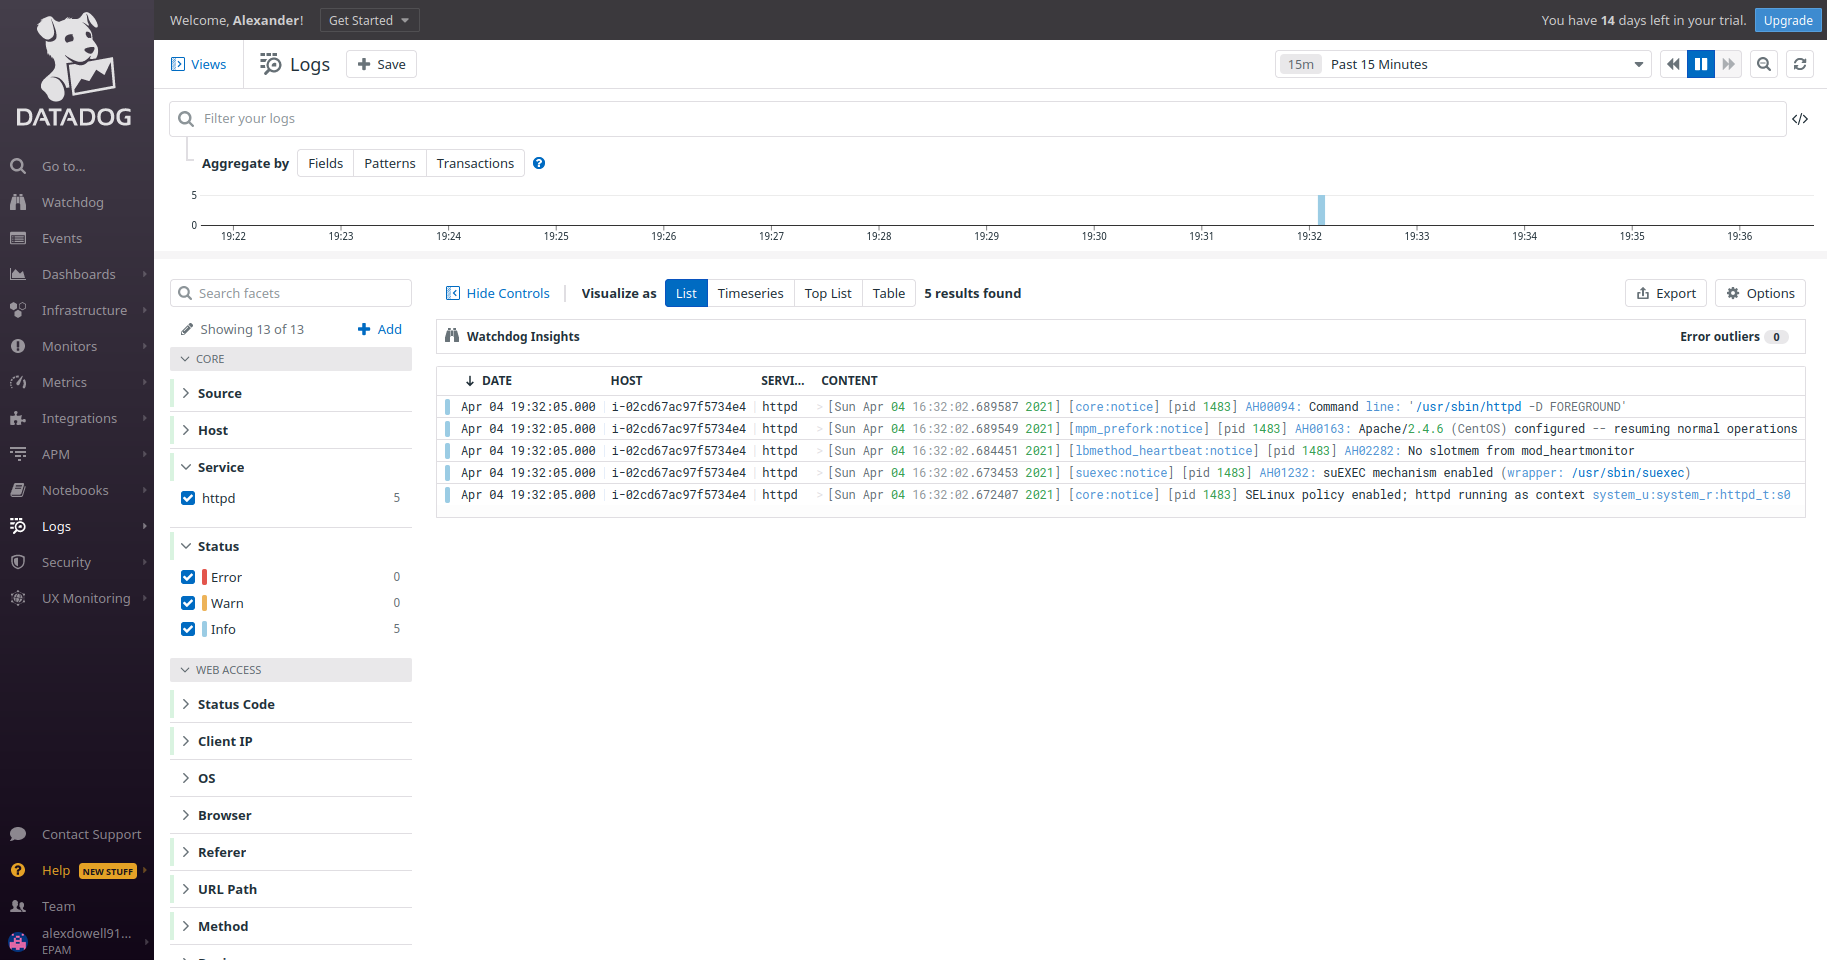 Welcome, Alexander!
Get Started
You have 14 days left in your trial.
Upgrade
DATADOG
Go to...
Watchdog
Events
Dashboards
Infrastructure
Monitors
Metrics
Integrations
APM
Notebooks
Logs
Security
UX Monitoring
Contact Support
Help NEW STUFF
Team
alexdowell91...
EPAM
Views
Logs
Save
15m Past 15 Minutes
Filter your logs
</>
Aggregate by Fields Patterns Transactions ?
5
0
19:22 19:23 19:24 19:25 19:26 19:27 19:28 19:29 19:30 19:31 19:32 19:33 19:34 19:35 19:36
Search facets
Showing 13 of 13 Add
CORE
Source
Host
Service
httpd 5
Status
Error 0
Warn 0
Info 5
WEB ACCESS
Status Code
Client IP
OS
Browser
Referer
URL Path
Method
Hide Controls Visualize as List Timeseries Top List Table 5 results found Export Options
Watchdog Insights Error outliers 0
DATE HOST SERVI... CONTENT
Apr 04 19:32:05.000 i-02cd67ac97f5734e4 httpd > [Sun Apr 04 16:32:02.689587 2021] [core:notice] [pid 1483] AH00094: Command line: '/usr/sbin/httpd -D FOREGROUND'
Apr 04 19:32:05.000 i-02cd67ac97f5734e4 httpd > [Sun Apr 04 16:32:02.689549 2021] [mpm_prefork:notice] [pid 1483] AH00163: Apache/2.4.6 (CentOS) configured -- resuming normal operations
Apr 04 19:32:05.000 i-02cd67ac97f5734e4 httpd > [Sun Apr 04 16:32:02.684451 2021] [lbmethod_heartbeat:notice] [pid 1483] AH02282: No slotmem from mod_heartmonitor
Apr 04 19:32:05.000 i-02cd67ac97f5734e4 httpd > [Sun Apr 04 16:32:02.673453 2021] [suexec:notice] [pid 1483] AH01232: suEXEC mechanism enabled (wrapper: /usr/sbin/suexec)
Apr 04 19:32:05.000 i-02cd67ac97f5734e4 httpd > [Sun Apr 04 16:32:02.672407 2021] [core:notice] [pid 1483] SELinux policy enabled; httpd running as context system_u:system_r:httpd_t:s0